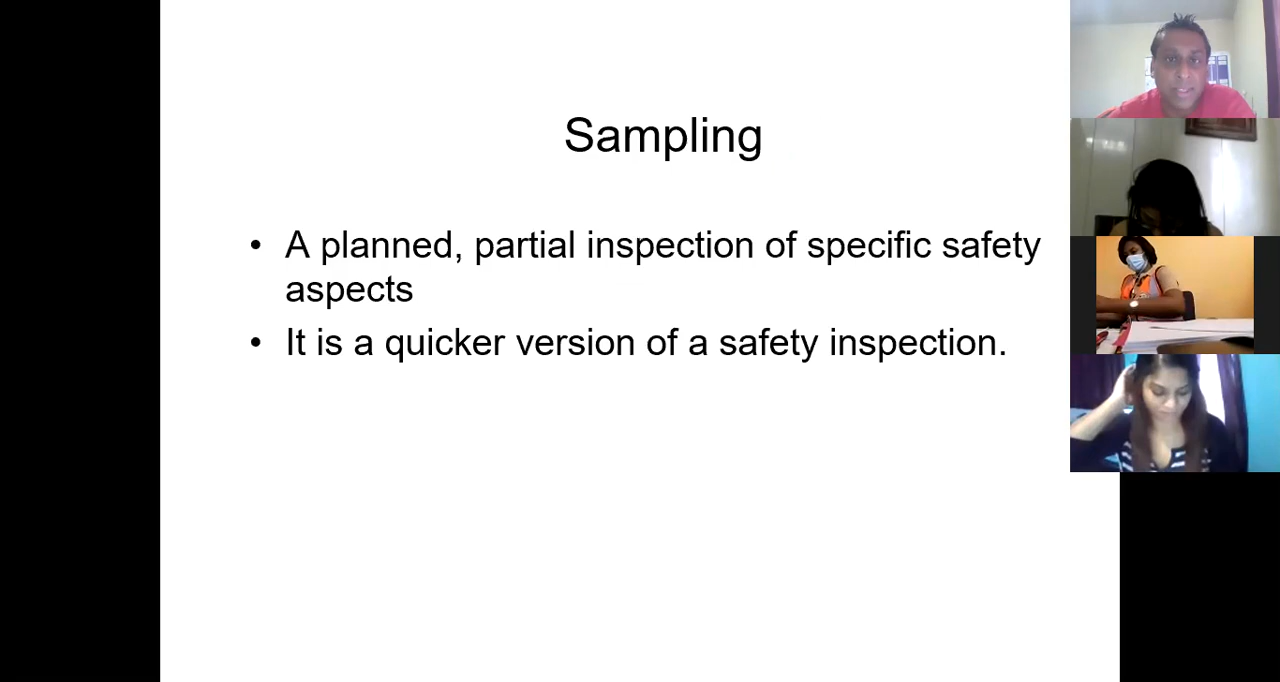 Sampling
• A planned, partial inspection of specific safety
aspects
• It is a quicker version of a safety inspection.